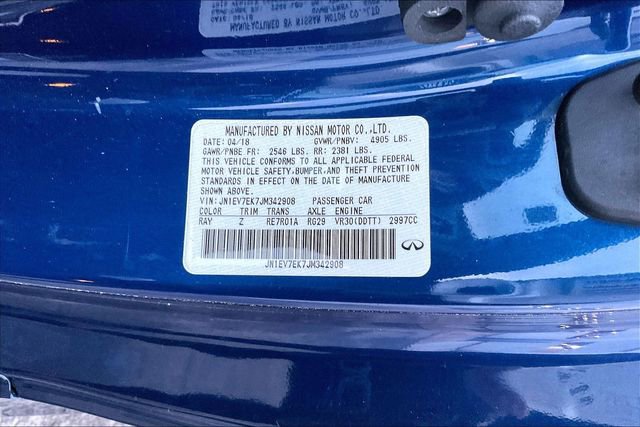 MANUFACTURED BY NISSAN MOTOR CO.,LTD.
DATE: 04/18 GVWR/PNBV: 4905 LBS.
GAWR/PNBE FR: 2546 LBS. RR: 2381 LBS.
THIS VEHICLE CONFORMS TO ALL APPLICABLE FEDERAL
MOTOR VEHICLE SAFETY,BUMPER,AND THEFT PREVENTION
STANDARDS IN EFFECT ON THE DATE OF MANUFACTURE
SHOWN ABOVE.
VIN: JN1EV7EK7JM342908 PASSENGER CAR
COLOR TRIM TRANS AXLE ENGINE
RAY Z RE7R01A RG29 VR30(DDTT) 2997CC
JN1EV7EK7JM342908